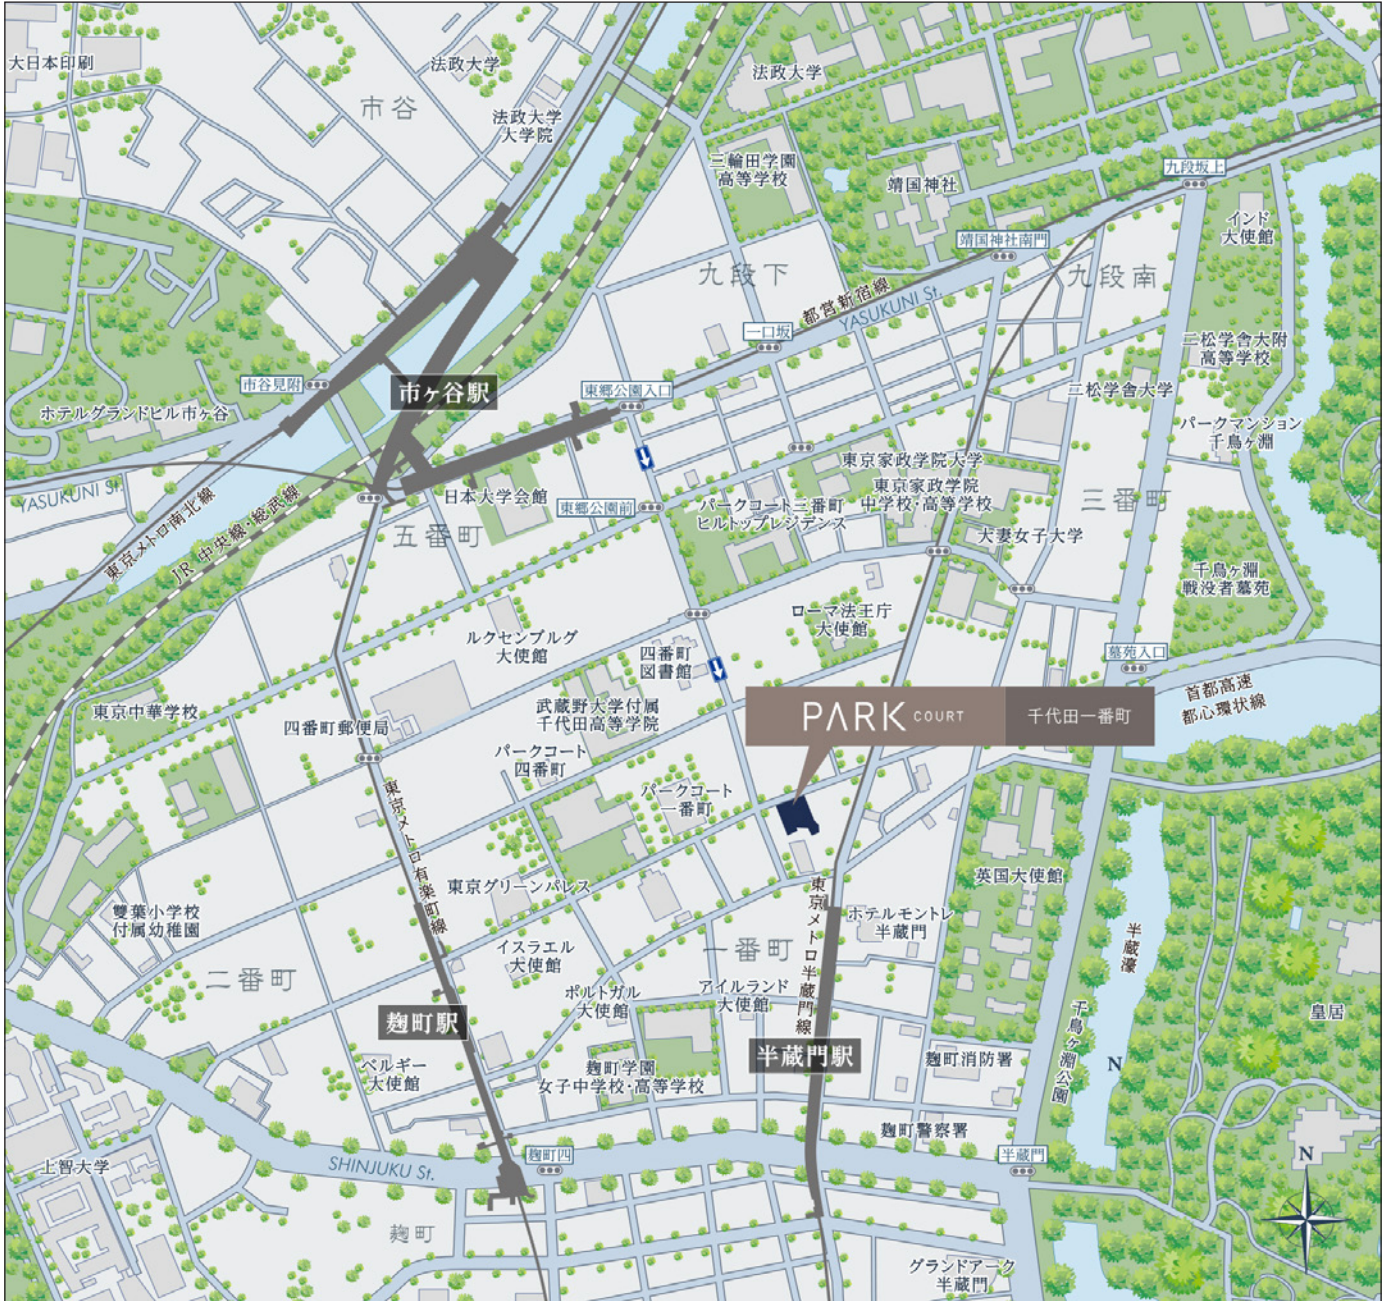 大日本印刷
法政大学
市谷
法政大学
大学院
法政大学
三輪田学園
高等学校
靖国神社
九段坂上
インド
大使館
靖国神社南門
九段下
九段南
都営新宿線
YASUKUNI St.
一口坂
二松学舎大附
高等学校
市谷見附
市ヶ谷駅
東郷公園入口
二松学舎大学
ホテルグランドヒル市ヶ谷
パークマンション
千鳥ヶ淵
YASUKUNI St.
東京メトロ南北線
JR 中央線・総武線
日本大学会館
東郷公園前
東京家政学院大学
東京家政学院
中学校・高等学校
パークコート三番町
ヒルトップレジデンス
三番町
五番町
大妻女子大学
千鳥ヶ淵
戦没者墓苑
ローマ法王庁
大使館
ルクセンブルグ
大使館
四番町
図書館
墓苑入口
首都高速
都心環状線
東京中華学校
四番町郵便局
武蔵野大学付属
千代田高等学院
PARK COURT
千代田一番町
パークコート
四番町
パークコート
一番町
東京メトロ有楽町線
東京グリーンパレス
英国大使館
雙葉小学校
付属幼稚園
東京メトロ半蔵門線
ホテルモントレ
半蔵門
半蔵濠
二番町
イスラエル
大使館
一番町
ポルトガル
大使館
アイルランド
大使館
皇居
麹町駅
千鳥ヶ淵公園
半蔵門駅
麹町消防署
N
ベルギー
大使館
麹町学園
女子中学校・高等学校
麹町警察署
上智大学
SHINJUKU St.
麹町四
半蔵門
N
麹町
グランドアーク
半蔵門